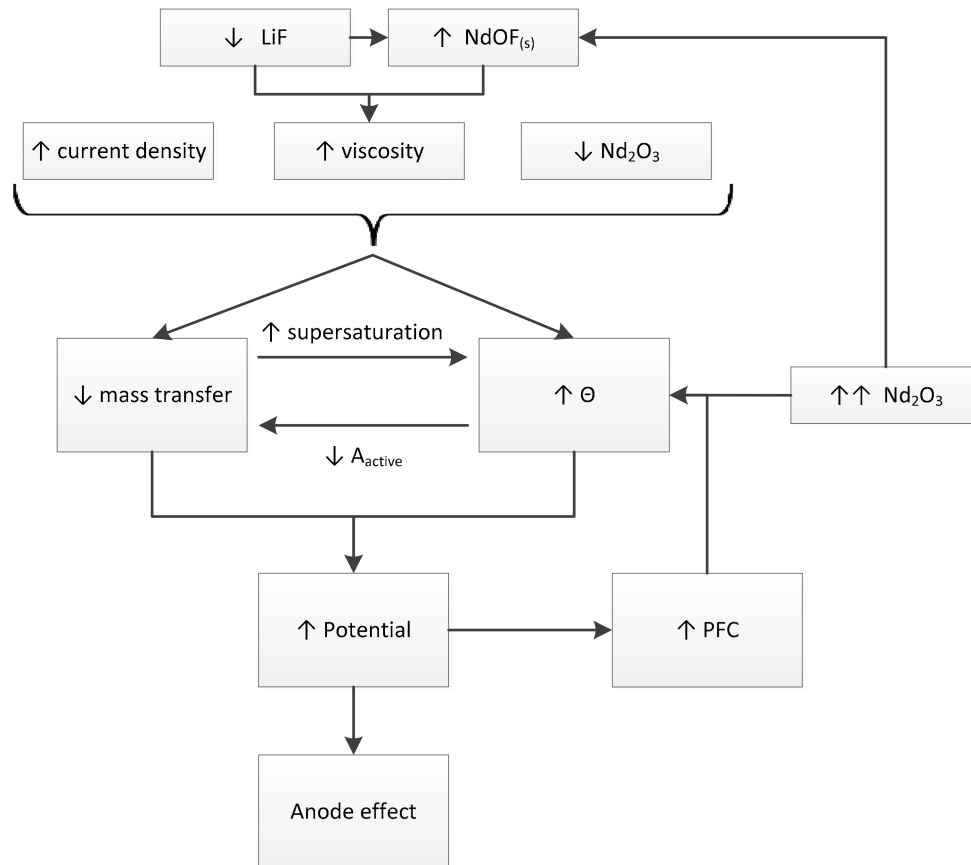 ↓ LiF
↑ NdOF(s)
↑ current density
↑ viscosity
↓ Nd₂O₃
↑ supersaturation
↓ mass transfer
↑ Θ
↑↑ Nd₂O₃
↓ Aactive
↑ Potential
↑ PFC
Anode effect